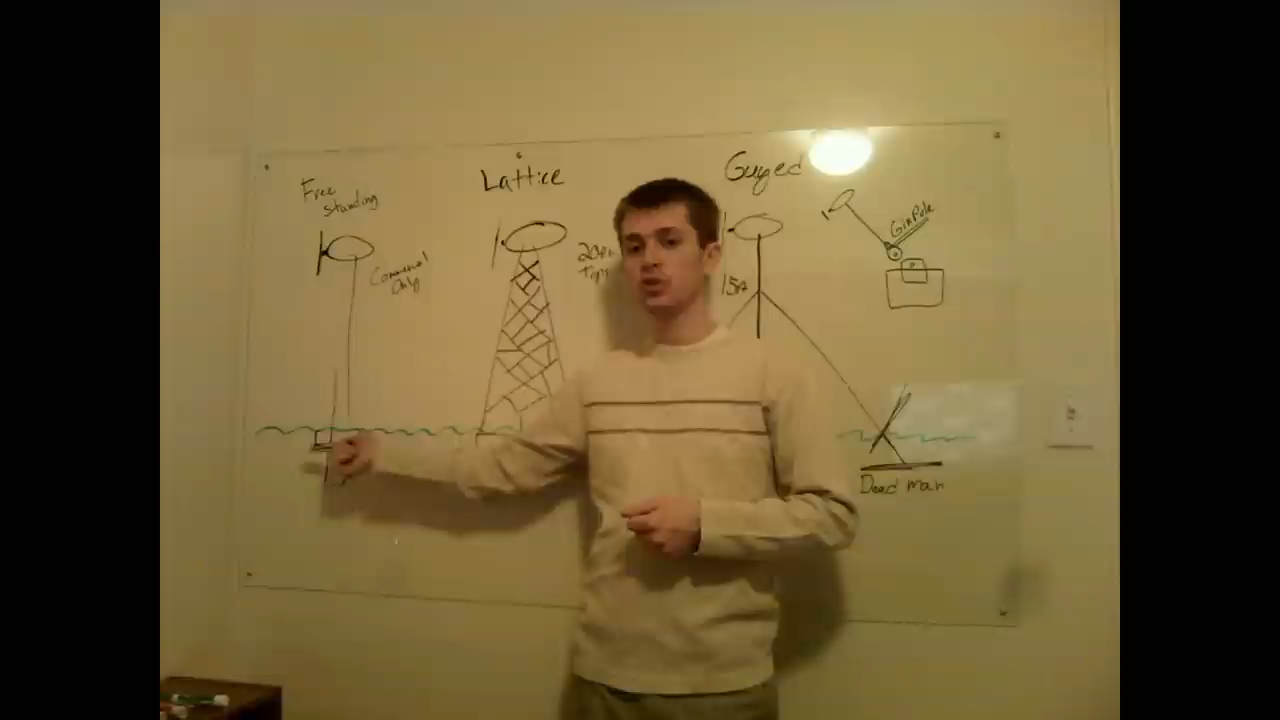 Free
standing
Lattice
Guyed
Commercial
Only
Gin Pole
Dead man